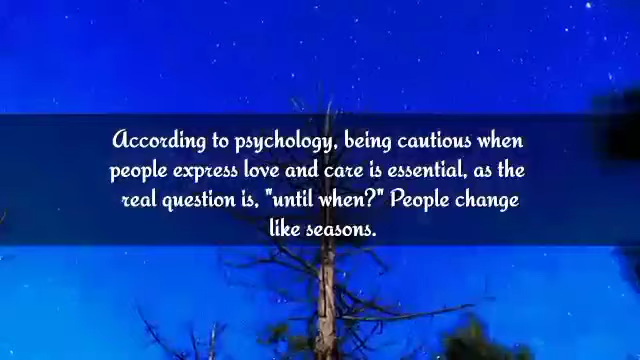 According to psychology, being cautious when
people express love and care is essential, as the
real question is, "until when?" People change
like seasons.